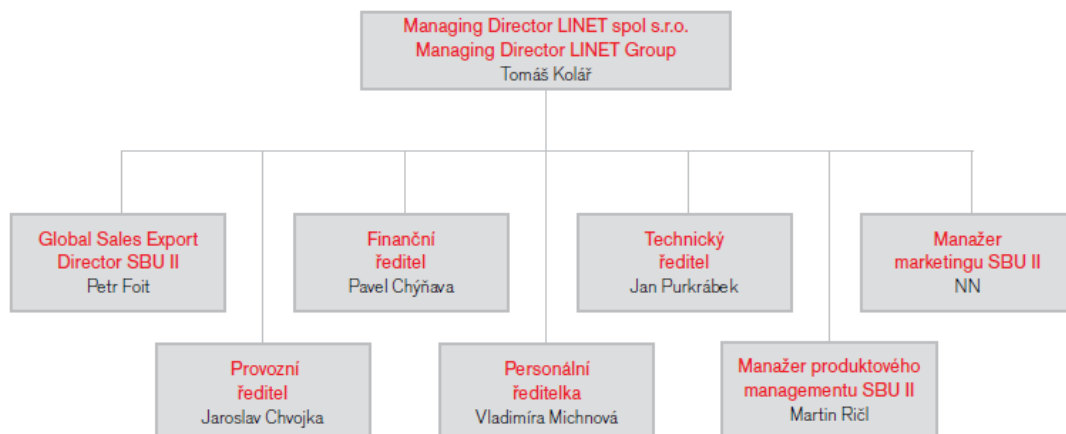 Managing Director LINET spol s.r.o.
Managing Director LINET Group
Tomáš Kolář
Global Sales Export
Director SBU II
Petr Foit
Finanční
ředitel
Pavel Chýňava
Technický
ředitel
Jan Purkrábek
Manažer
marketingu SBU II
NN
Provozní
ředitel
Jaroslav Chvojka
Personální
ředitelka
Vladimíra Michnová
Manažer produktového
managementu SBU II
Martin Ričl